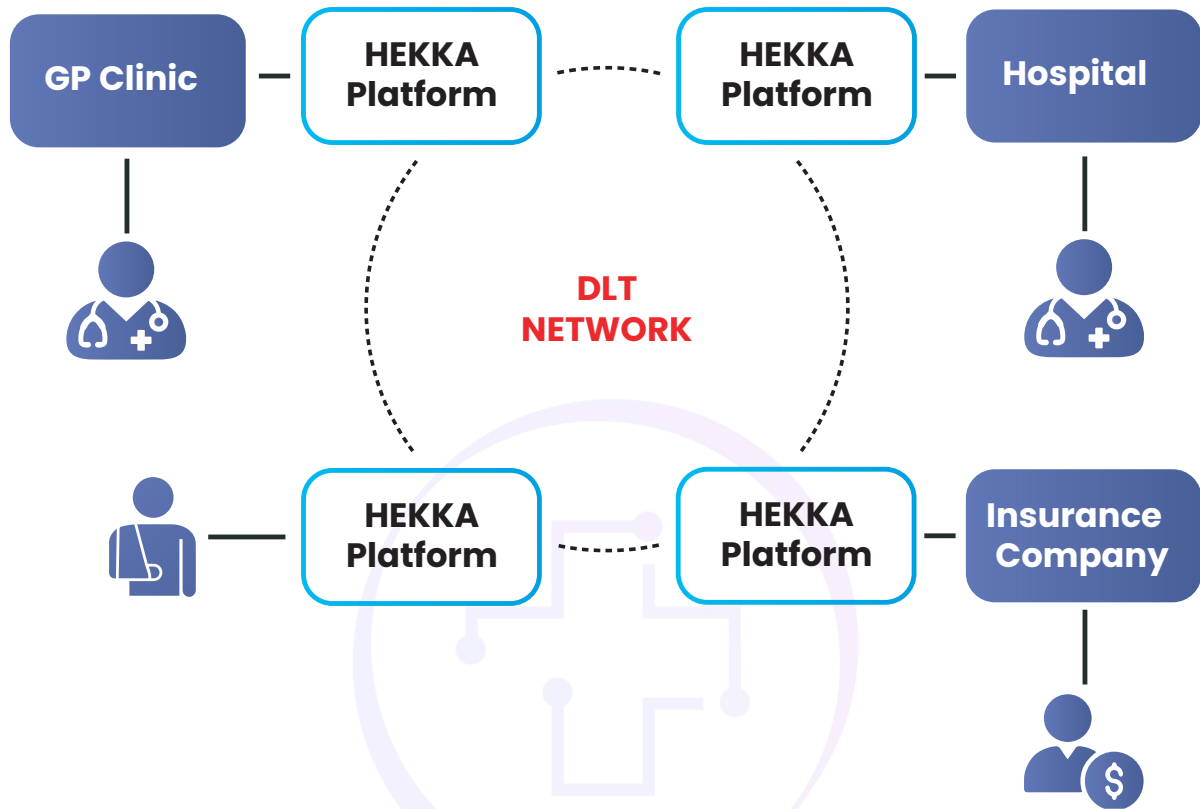 GP Clinic
HEKKA
Platform
HEKKA
Platform
Hospital
DLT
NETWORK
HEKKA
Platform
HEKKA
Platform
Insurance
Company
$